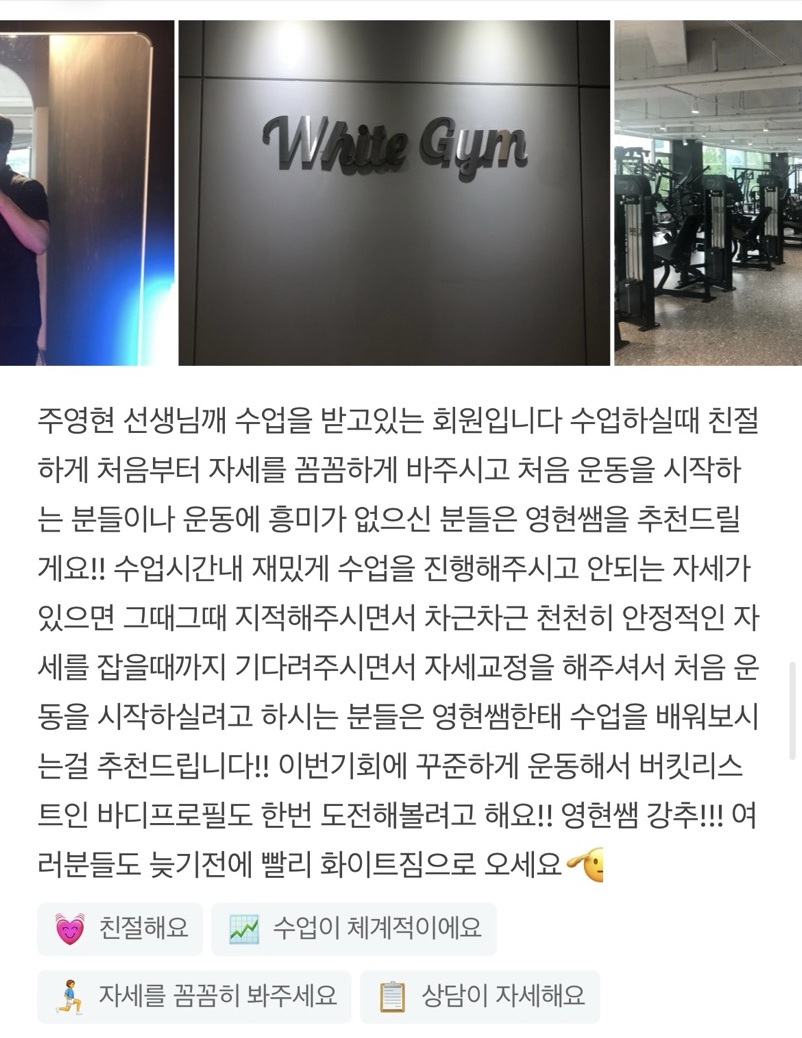 White Gym
주영현 선생님깨 수업을 받고있는 회원입니다 수업하실때 친절
하게 처음부터 자세를 꼼꼼하게 바주시고 처음 운동을 시작하
는 분들이나 운동에 흥미가 없으신 분들은 영현쌤을 추천드릴
게요!! 수업시간내 재밌게 수업을 진행해주시고 안되는 자세가
있으면 그때그때 지적해주시면서 차근차근 천천히 안정적인 자
세를 잡을때까지 기다려주시면서 자세교정을 해주셔서 처음 운
동을 시작하실려고 하시는 분들은 영현쌤한태 수업을 배워보시
는걸 추천드립니다!! 이번기회에 꾸준하게 운동해서 버킷리스
트인 바디프로필도 한번 도전해볼려고 해요!! 영현쌤 강추!!! 여
러분들도 늦기전에 빨리 화이트짐으로 오세요
친절해요 수업이 체계적이에요
자세를 꼼꼼히 봐주세요 상담이 자세해요